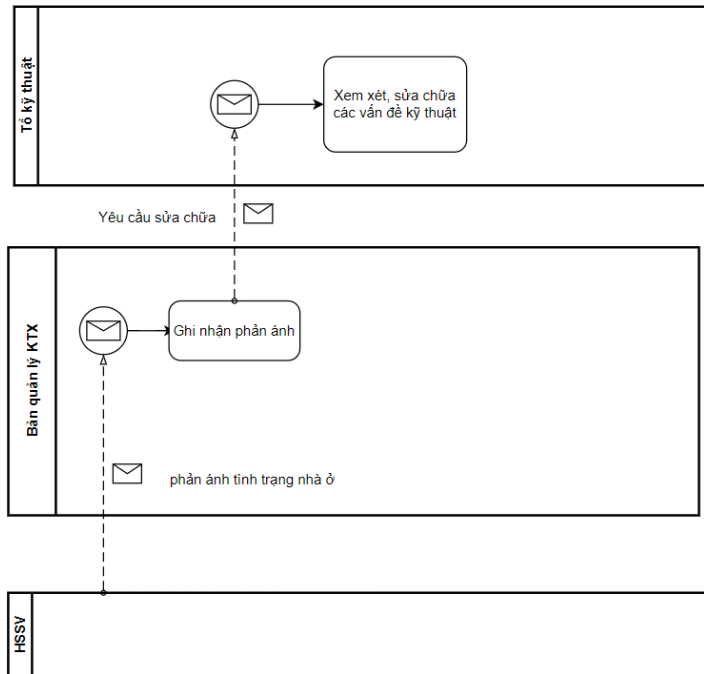 Tổ kỹ thuật
Xem xét, sửa chữa
các vấn đề kỹ thuật
Yêu cầu sửa chữa
Bản quản lý KTX
Ghi nhận phản ánh
phản ánh tình trạng nhà ở
HSSV